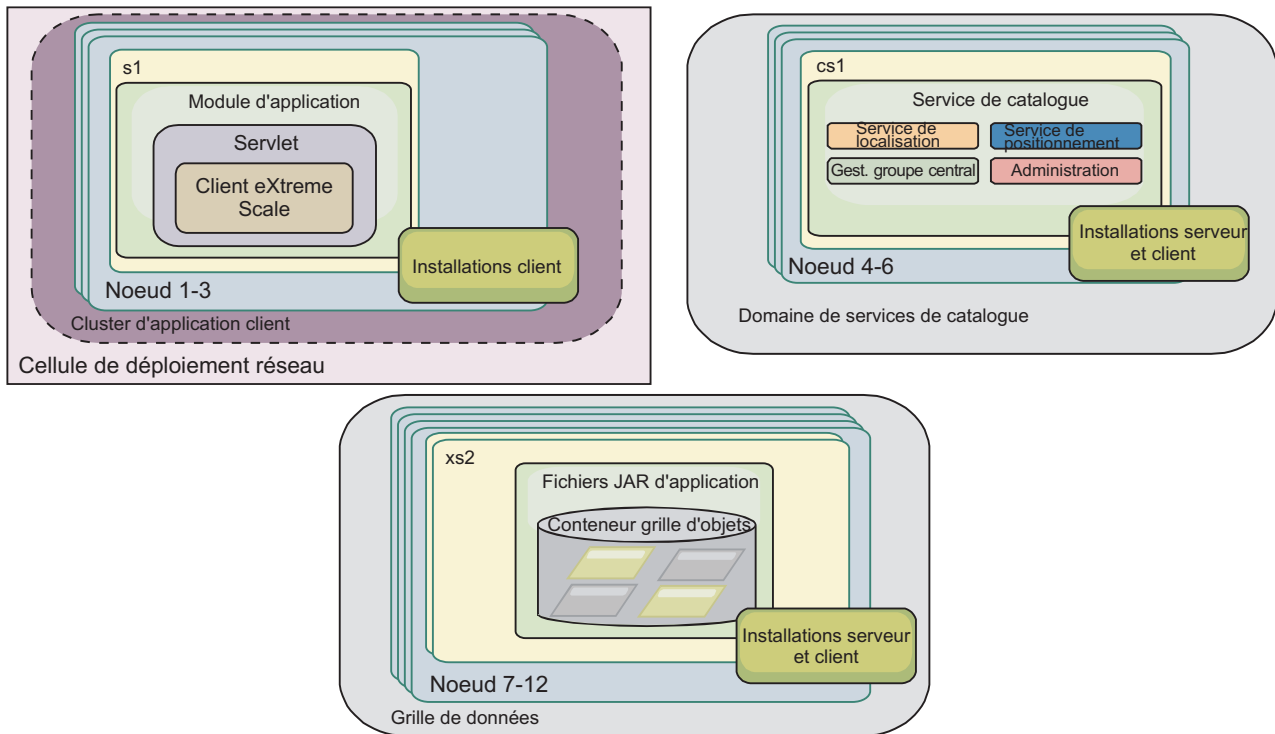 s1
Module d'application
Servlet
Client eXtreme
Scale
Installations client
Noeud 1-3
Cluster d'application client
Cellule de déploiement réseau
cs1
Service de catalogue
Service de
localisation
Service de
positionnement
Gest. groupe central
Administration
Installations serveur
et client
Noeud 4-6
Domaine de services de catalogue
xs2
Fichiers JAR d'application
Conteneur grille d'objets
Installations serveur
et client
Noeud 7-12
Grille de données